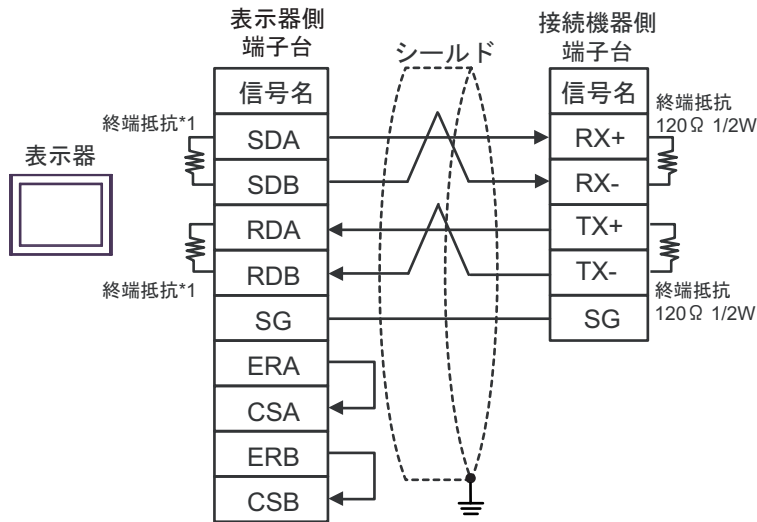 表示器側
端子台
シールド
接続機器側
端子台
信号名
信号名
終端抵抗*1
終端抵抗
120Ω 1/2W
表示器
SDA
RX+
SDB
RX-
RDA
TX+
RDB
TX-
終端抵抗*1
終端抵抗
120Ω 1/2W
SG
SG
ERA
CSA
ERB
CSB